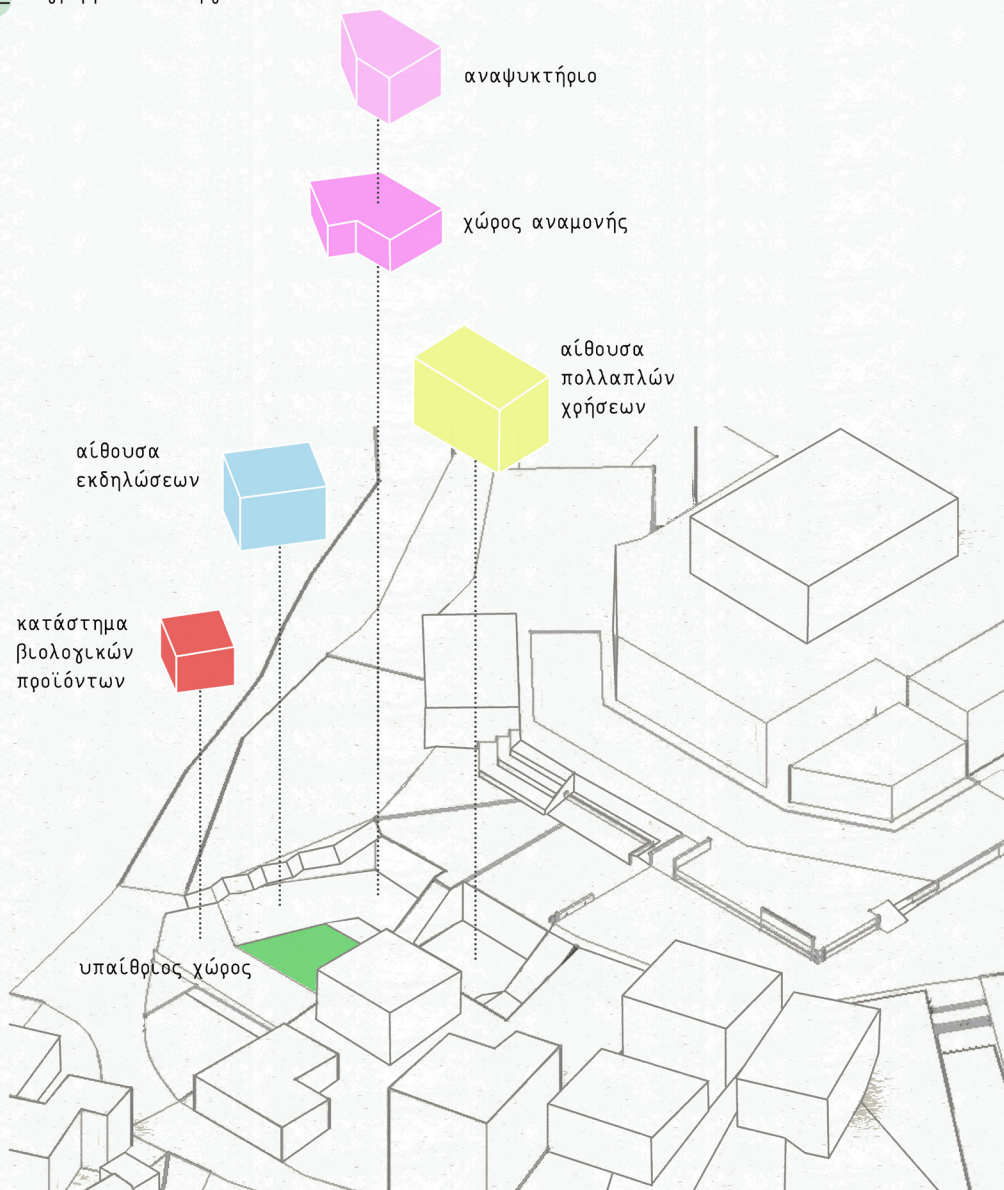 αναψυκτήριο
χώρος αναμονής
αίθουσα
πολλαπλών
χρήσεων
αίθουσα
εκδηλώσεων
κατάστημα
βιολογικών
προϊόντων
υπαίθριος χώρος